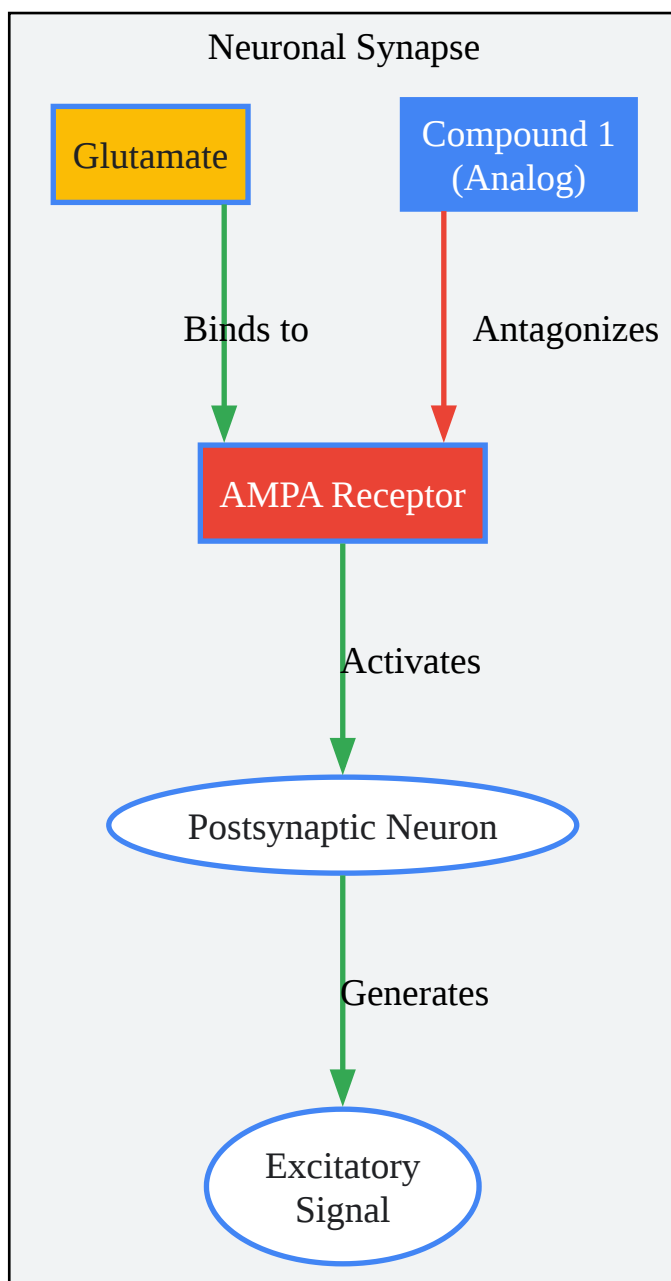 Neuronal Synapse
Glutamate
Compound 1
(Analog)
Binds to
Antagonizes
AMPA Receptor
Activates
Postsynaptic Neuron
Generates
Excitatory
Signal